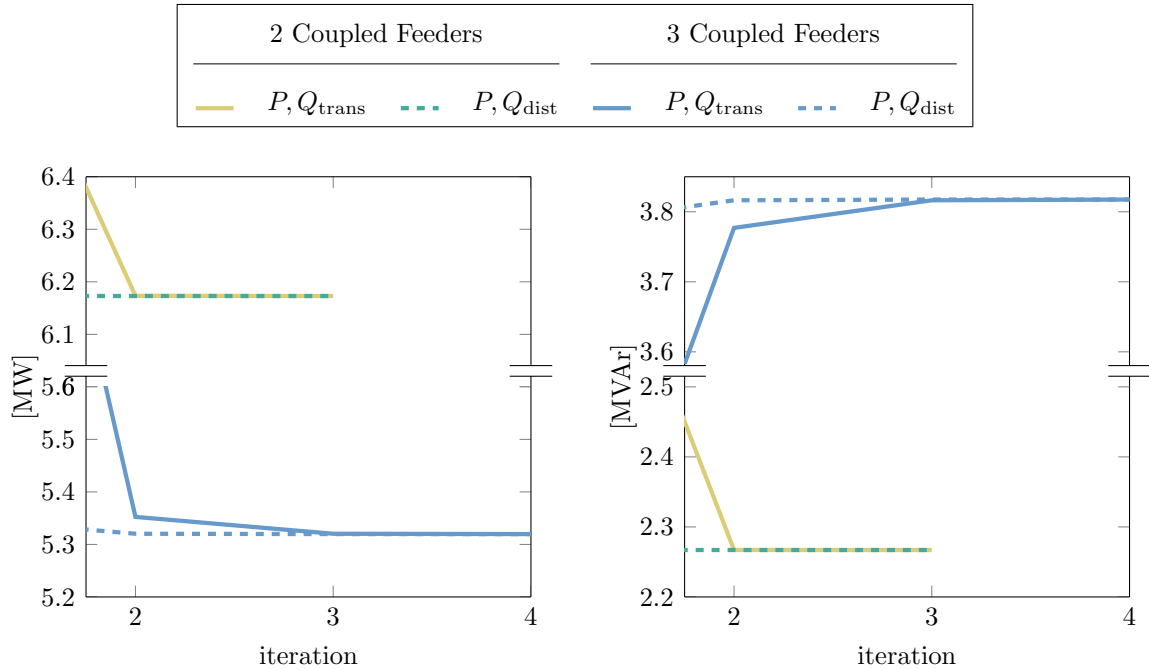 2 Coupled Feeders 3 Coupled Feeders
P, Q_trans P, Q_dist P, Q_trans P, Q_dist
6.4
6.3
6.2
6.1
5.6
5.5
5.4
5.3
5.2
[MW]
2 3 4
iteration
3.8
3.7
3.6
2.5
2.4
2.3
2.2
[MVAr]
2 3 4
iteration